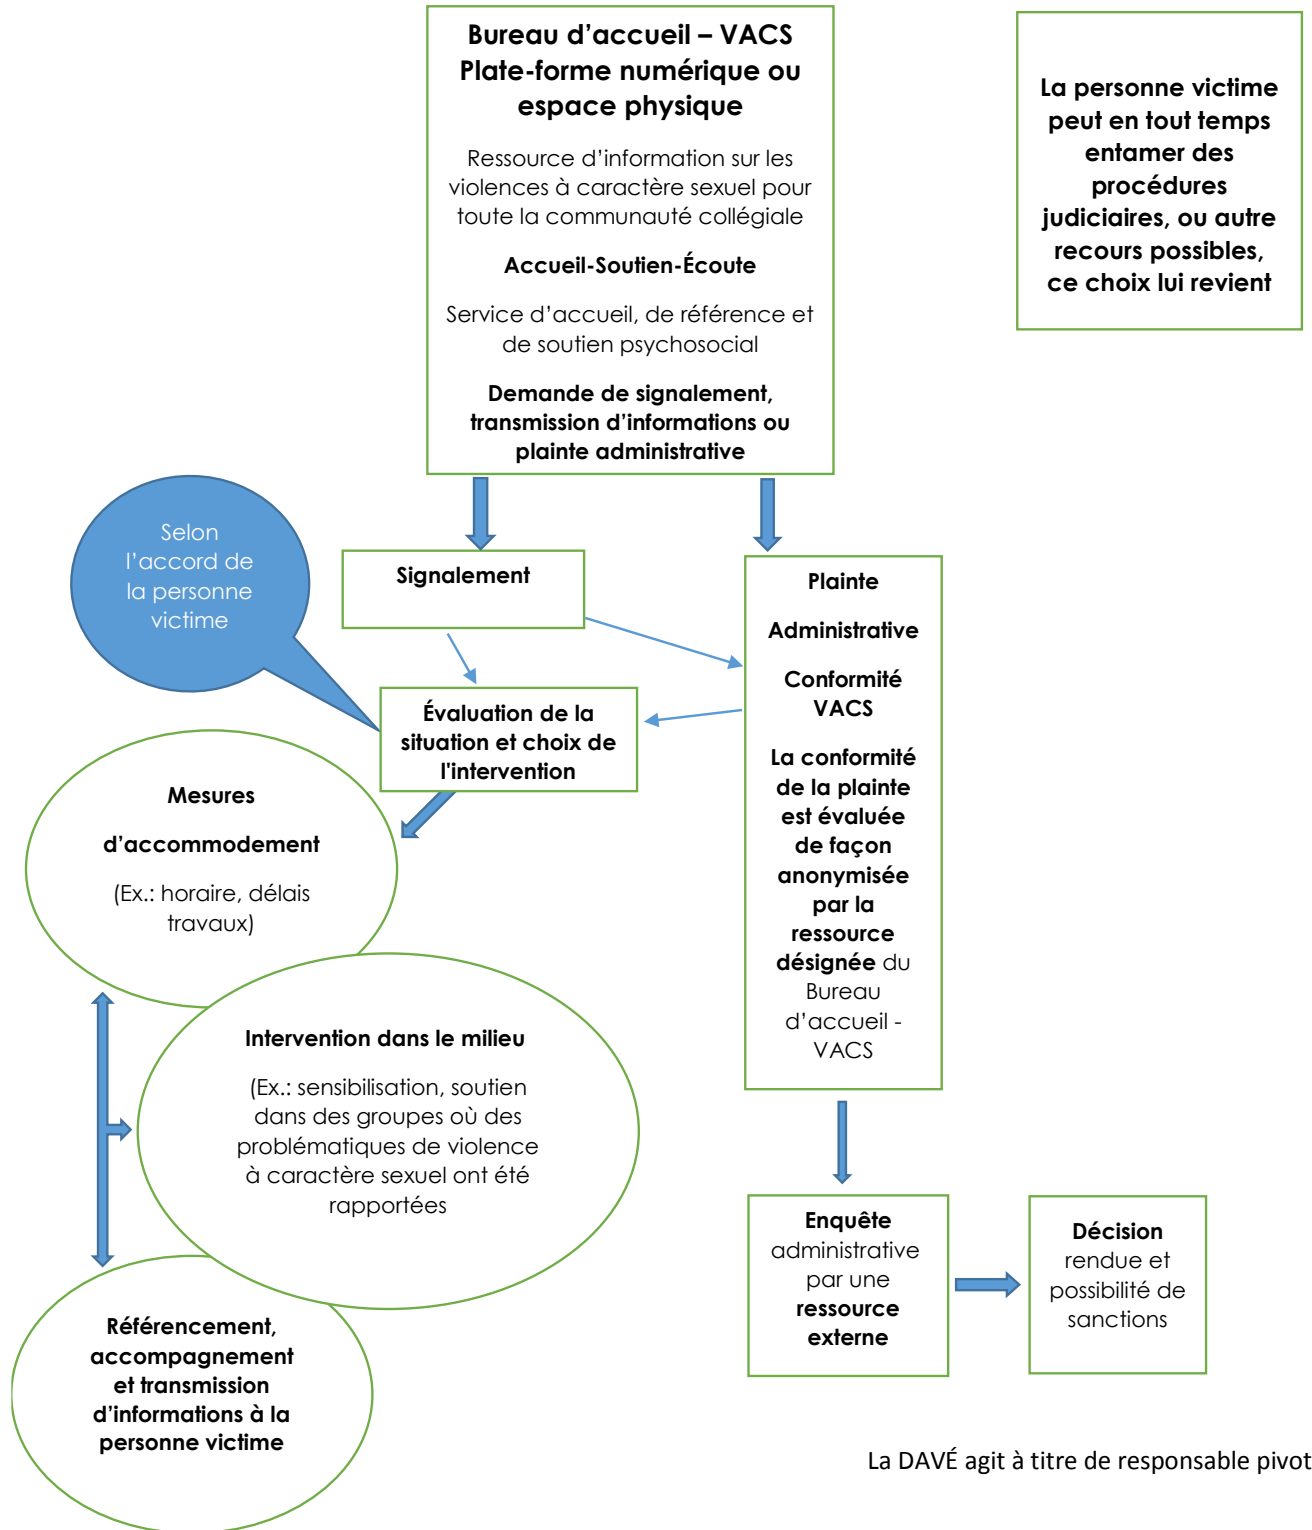 Bureau d’accueil – VACS
Plate-forme numérique ou
espace physique
Ressource d’information sur les
violences à caractère sexuel pour
toute la communauté collégiale
Accueil-Soutien-Écoute
Service d’accueil, de référence et
de soutien psychosocial
Demande de signalement,
transmission d’informations ou
plainte administrative
La personne victime
peut en tout temps
entamer des
procédures
judiciaires, ou autre
recours possibles,
ce choix lui revient
Selon
l’accord de
la personne
victime
Signalement
Évaluation de la
situation et choix de
l'intervention
Plainte
Administrative
Conformité
VACS
La conformité
de la plainte
est évaluée
de façon
anonymisée
par la
ressource
désignée du
Bureau
d’accueil -
VACS
Mesures
d’accommodement
(Ex.: horaire, délais
travaux)
Intervention dans le milieu
(Ex.: sensibilisation, soutien
dans des groupes où des
problématiques de violence
à caractère sexuel ont été
rapportées
Référencement,
accompagnement
et transmission
d’informations à la
personne victime
Enquête
administrative
par une
ressource
externe
Décision
rendue et
possibilité de
sanctions
La DAVÉ agit à titre de responsable pivot